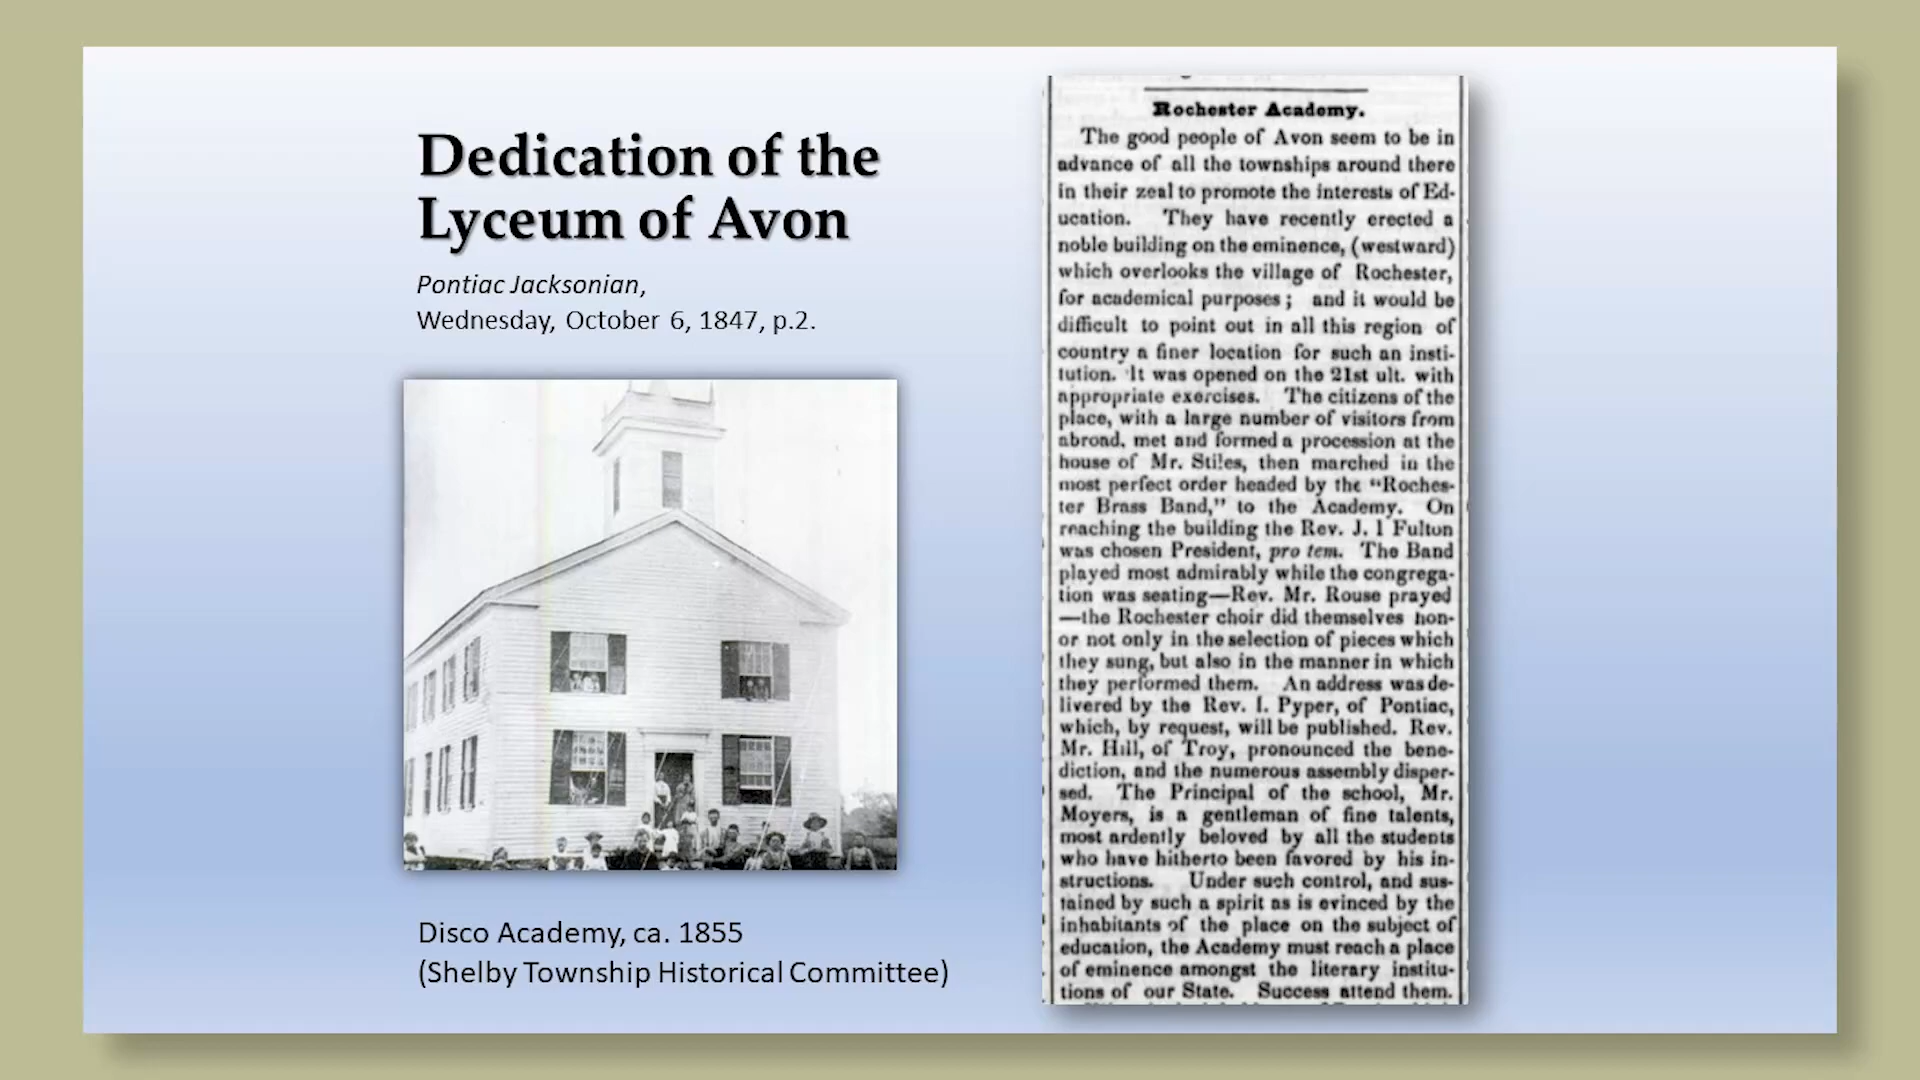 Dedication of the
Lyceum of Avon
Pontiac Jacksonian,
Wednesday, October 6, 1847, p.2.
Disco Academy, ca. 1855
(Shelby Township Historical Committee)
Rochester Academy.
The good people of Avon seem to be in
advance of all the townships around there
in their zeal to promote the interests of Ed-
ucation. They have recently erected a
noble building on the eminence, (westward)
which overlooks the village of Rochester,
for academical purposes; and it would be
difficult to point out in all this region of
country a finer location for such an insti-
tution. It was opened on the 21st ult. with
appropriate exercises. The citizens of the
place, with a large number of visitors from
abroad, met and formed a procession at the
house of Mr. Stiles, then marched in the
most perfect order headed by the "Roches-
ter Brass Band," to the Academy. On
reaching the building the Rev. J. I Fulton
was chosen President, pro tem. The Band
played most admirably while the congrega-
tion was seating—Rev. Mr. Rouse prayed
—the Rochester choir did themselves hon-
or not only in the selection of pieces which
they sung, but also in the manner in which
they performed them. An address was de-
livered by the Rev. I. Pyper, of Pontiac,
which, by request, will be published. Rev.
Mr. Hill, of Troy, pronounced the bene-
diction, and the numerous assembly disper-
sed. The Principal of the school, Mr.
Moyers, is a gentleman of fine talents,
most ardently beloved by all the students
who have hitherto been favored by his in-
structions. Under such control, and sus-
tained by such a spirit as is evinced by the
inhabitants of the place on the subject of
education, the Academy must reach a place
of eminence amongst the literary institu-
tions of our State. Success attend them.